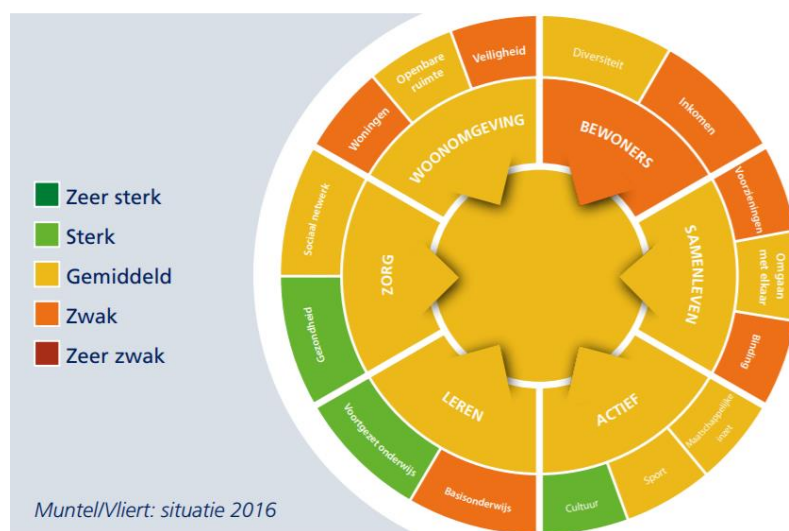 Zeer sterk
Sterk
Gemiddeld
Zwak
Zeer zwak
Muntel/Vliert: situatie 2016
WOONOMGEVING
Woningen
Openbare
ruimte
Veiligheid
BEWONERS
Diversiteit
Inkomen
SAMENLEVEN
Voorzieningen
Omgaan
met elkaar
Binding
ACTIEF
Maatschappelijke
inzet
Sport
Cultuur
LEREN
Basisonderwijs
Voortgezet onderwijs
ZORG
Gezondheid
Sociaal netwerk